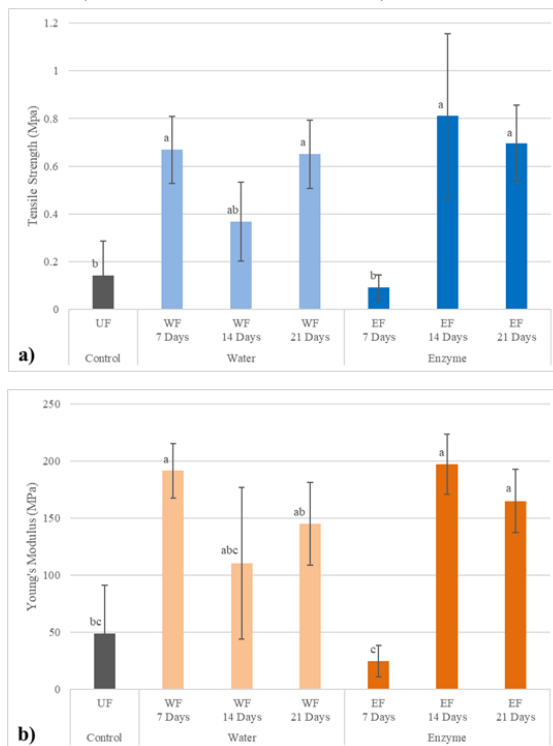 1.2
1
0.8
0.6
0.4
0.2
0
Tensile Strength (Mpa)
b
a
ab
a
b
a
a
UF WF WF WF EF EF EF
7 Days 14 Days 21 Days 7 Days 14 Days 21 Days
Control Water Enzyme
a)
250
200
150
100
50
0
Young's Modulus (MPa)
bc
a
abc
ab
c
a
a
UF WF WF WF EF EF EF
7 Days 14 Days 21 Days 7 Days 14 Days 21 Days
Control Water Enzyme
b)